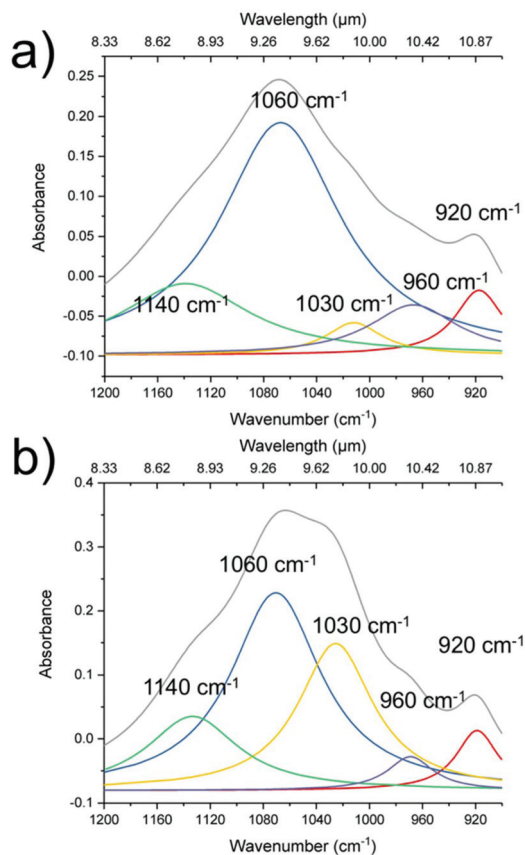 Wavelength (µm)
8.33 8.62 8.93 9.26 9.62 10.00 10.42 10.87
a)
0.25
0.20
0.15
0.10
0.05
0.00
-0.05
-0.10
Absorbance
1060 cm-1
920 cm-1
960 cm-1
1140 cm-1
1030 cm-1
1200 1160 1120 1080 1040 1000 960 920
Wavenumber (cm-1)
b)
Wavelength (µm)
8.33 8.62 8.93 9.26 9.62 10.00 10.42 10.87
0.4
0.3
0.2
0.1
0.0
-0.1
Absorbance
1060 cm-1
1030 cm-1
920 cm-1
1140 cm-1
960 cm-1
1200 1160 1120 1080 1040 1000 960 920
Wavenumber (cm-1)